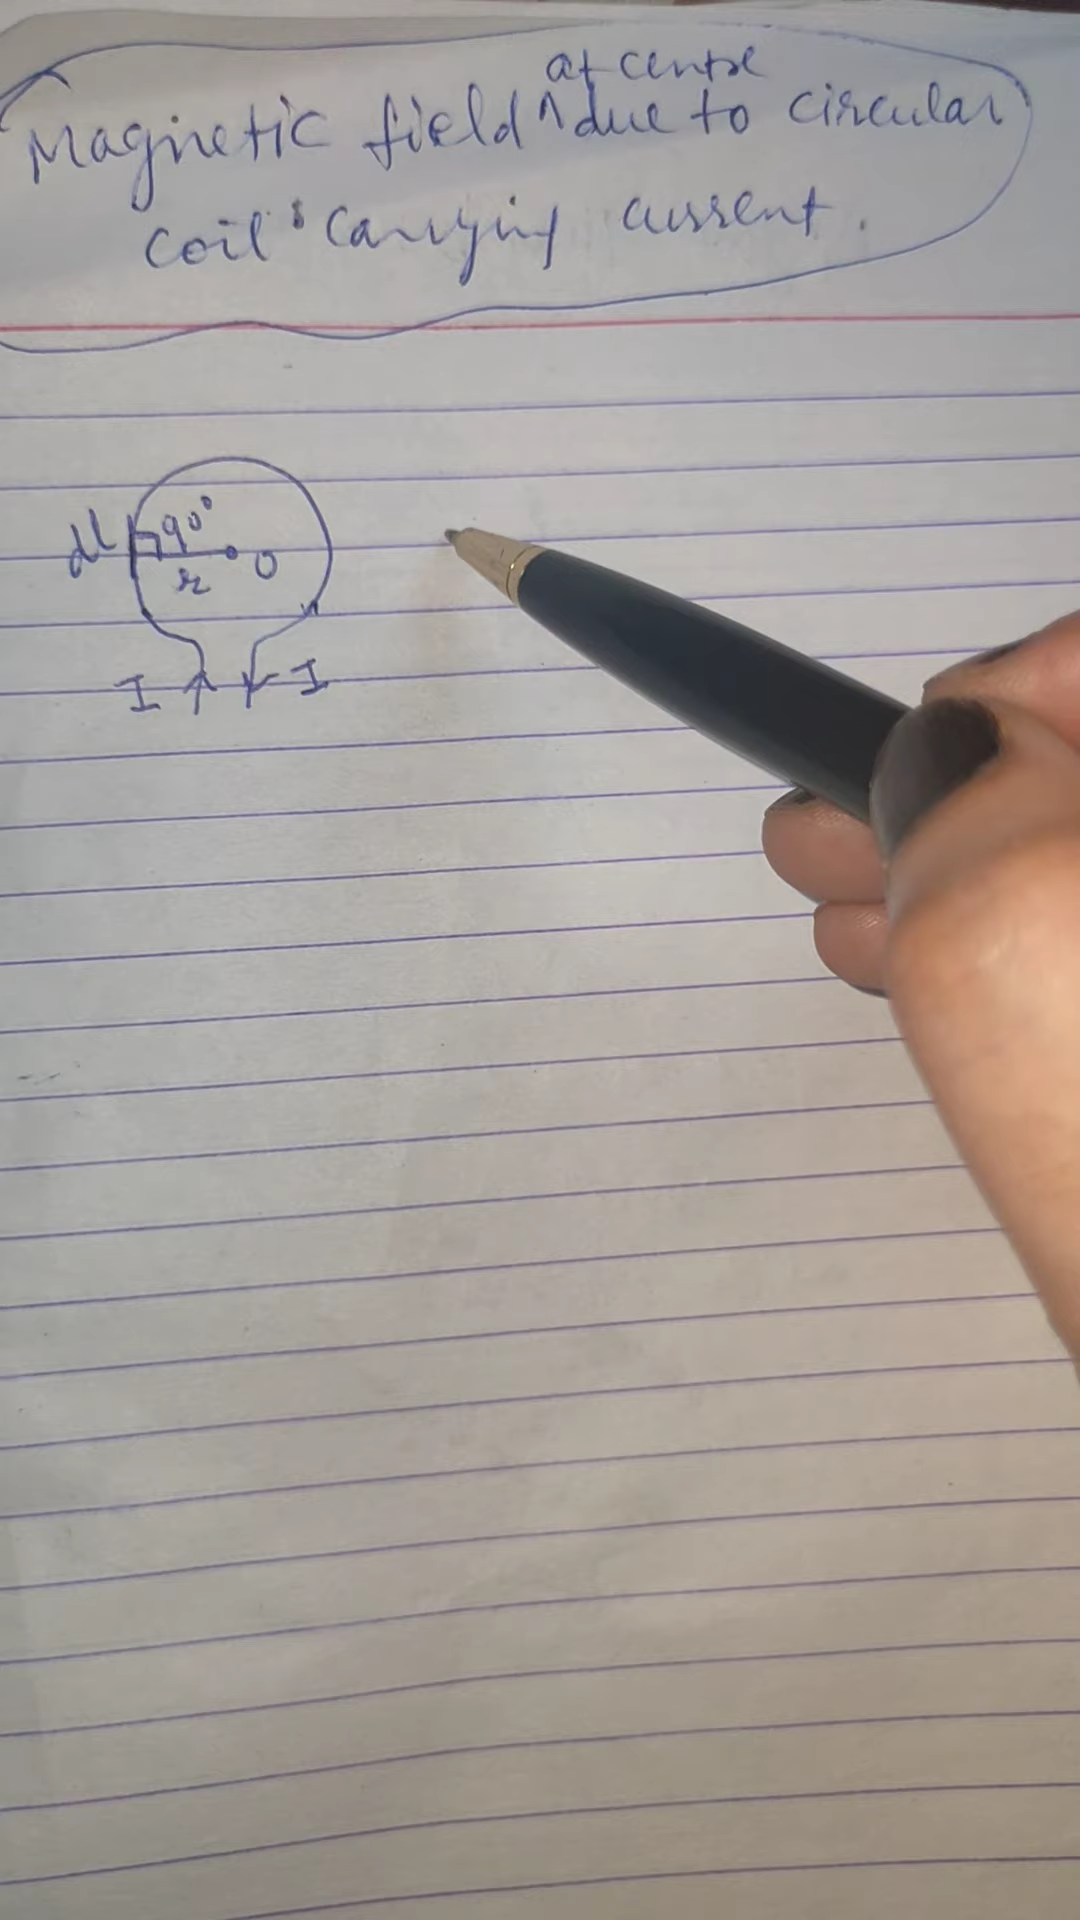 Magnetic field ^ at centre due to circular
coil carrying current.
dl 90°
r O
I I